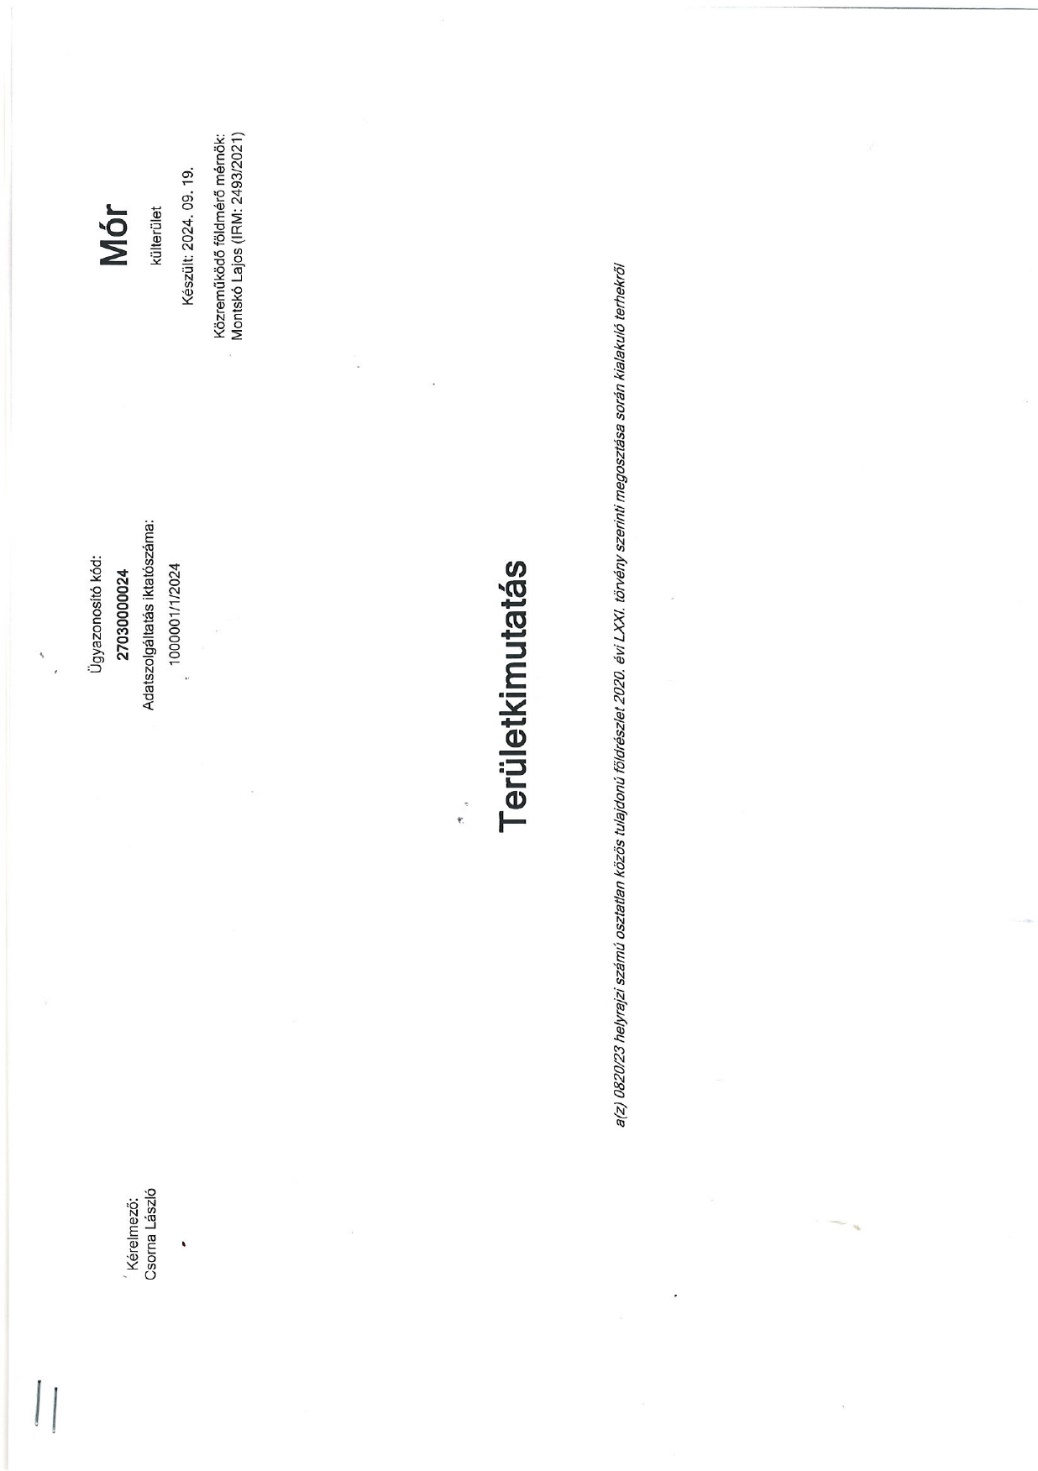 Kérelmező:
Csorna László
Ügyazonosító kód:
27030000024
Adatszolgáltatás iktatószáma:
1000001/1/2024
Mór
külterület
Készült: 2024. 09. 19.
Közreműködő földmérő mérnök:
Montskó Lajos (IRM: 2493/2021)
Területkimutatás
a(z) 0820/23 helyrajzi számú osztatlan közös tulajdonú földrészlet 2020. évi LXXI. törvény szerinti megosztása során kialakuló terhekről